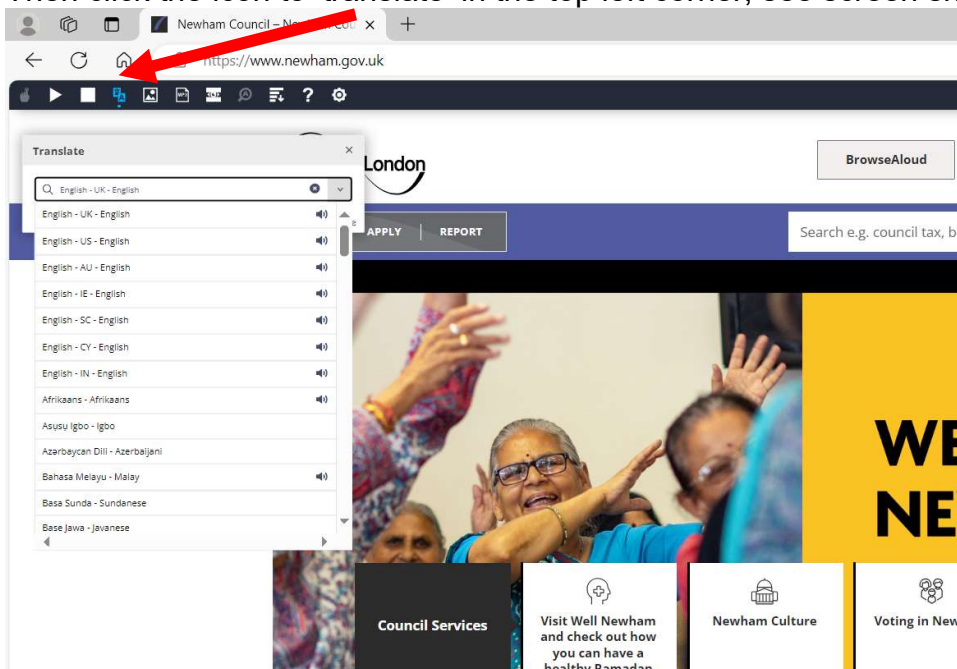 Newham Council – Newham Cou
https://www.newham.gov.uk
MP3
?
Translate
London
BrowseAloud
English - UK - English
English - UK - English
APPLY
REPORT
Search e.g. council tax, b
English - US - English
English - AU - English
English - IE - English
English - SC - English
English - CY - English
English - IN - English
Afrikaans - Afrikaans
Asụsụ Igbo - Igbo
Azərbaycan Dili - Azerbaijani
Bahasa Melayu - Malay
Basa Sunda - Sundanese
Base Jawa - Javanese
WE
NE
Council Services
Visit Well Newham
and check out how
you can have a
healthy Ramadan
Newham Culture
Voting in New